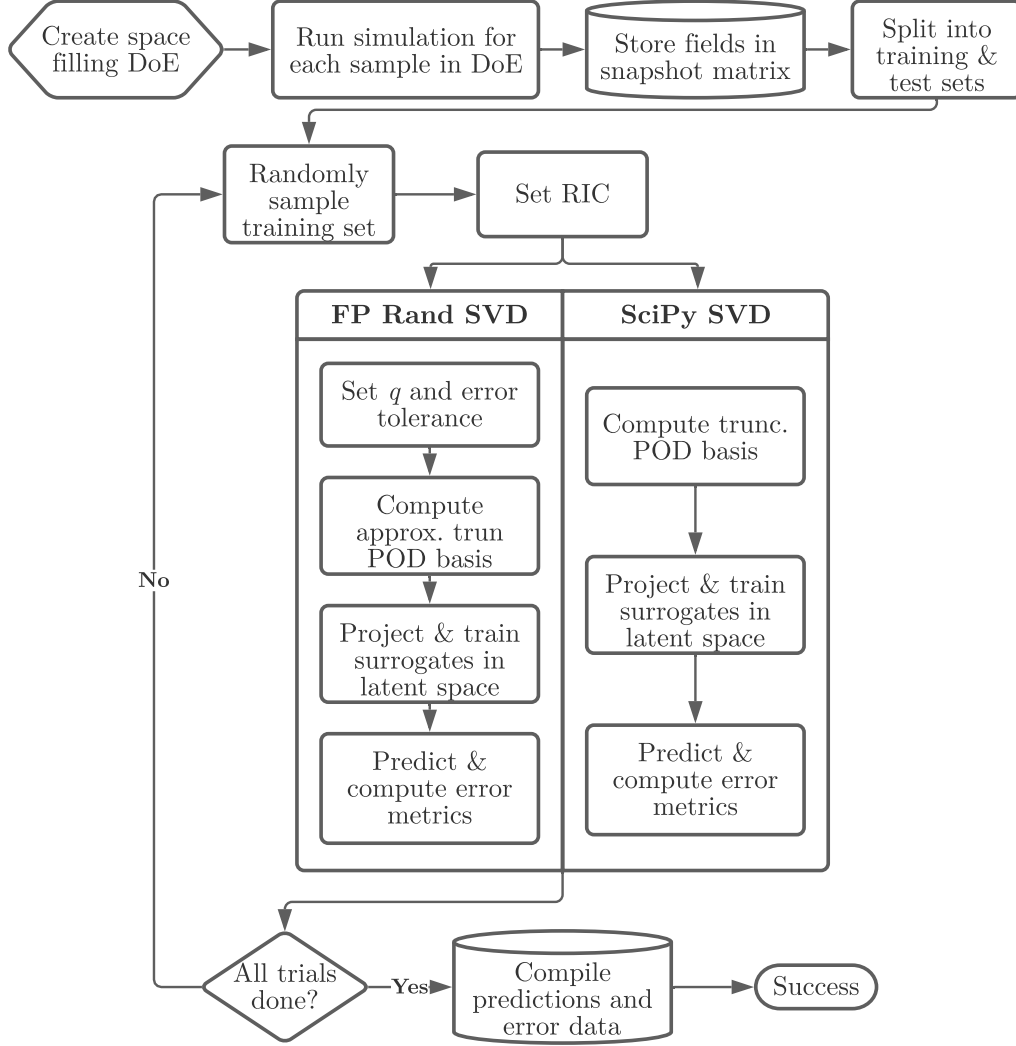 Create space
filling DoE
Run simulation for
each sample in DoE
Store fields in
snapshot matrix
Split into
training &
test sets
Randomly
sample
training set
Set RIC
FP Rand SVD
SciPy SVD
Set q and error
tolerance
Compute
approx. trun
POD basis
Project & train
surrogates in
latent space
Predict &
compute error
metrics
Compute trunc.
POD basis
Project & train
surrogates in
latent space
Predict &
compute error
metrics
No
All trials
done?
Yes
Compile
predictions and
error data
Success